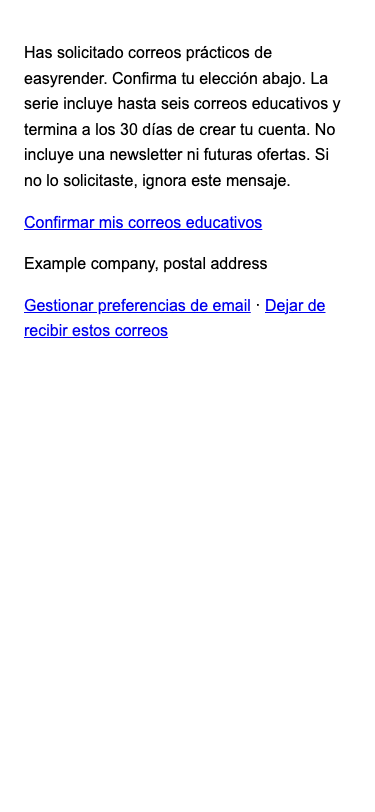 Has solicitado correos prácticos de
easyrender. Confirma tu elección abajo. La
serie incluye hasta seis correos educativos y
termina a los 30 días de crear tu cuenta. No
incluye una newsletter ni futuras ofertas. Si
no lo solicitaste, ignora este mensaje.
Confirmar mis correos educativos
Example company, postal address
Gestionar preferencias de email · Dejar de
recibir estos correos